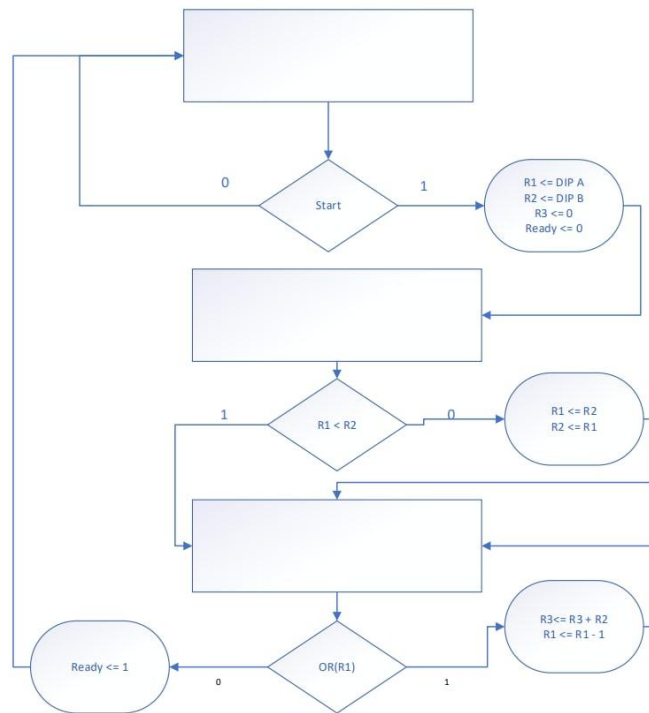 0
Start
1
R1 <= DIP A
R2 <= DIP B
R3 <= 0
Ready <= 0
1
R1 < R2
0
R1 <= R2
R2 <= R1
R3<= R3 + R2
R1 <= R1 - 1
Ready <= 1
0
OR(R1)
1